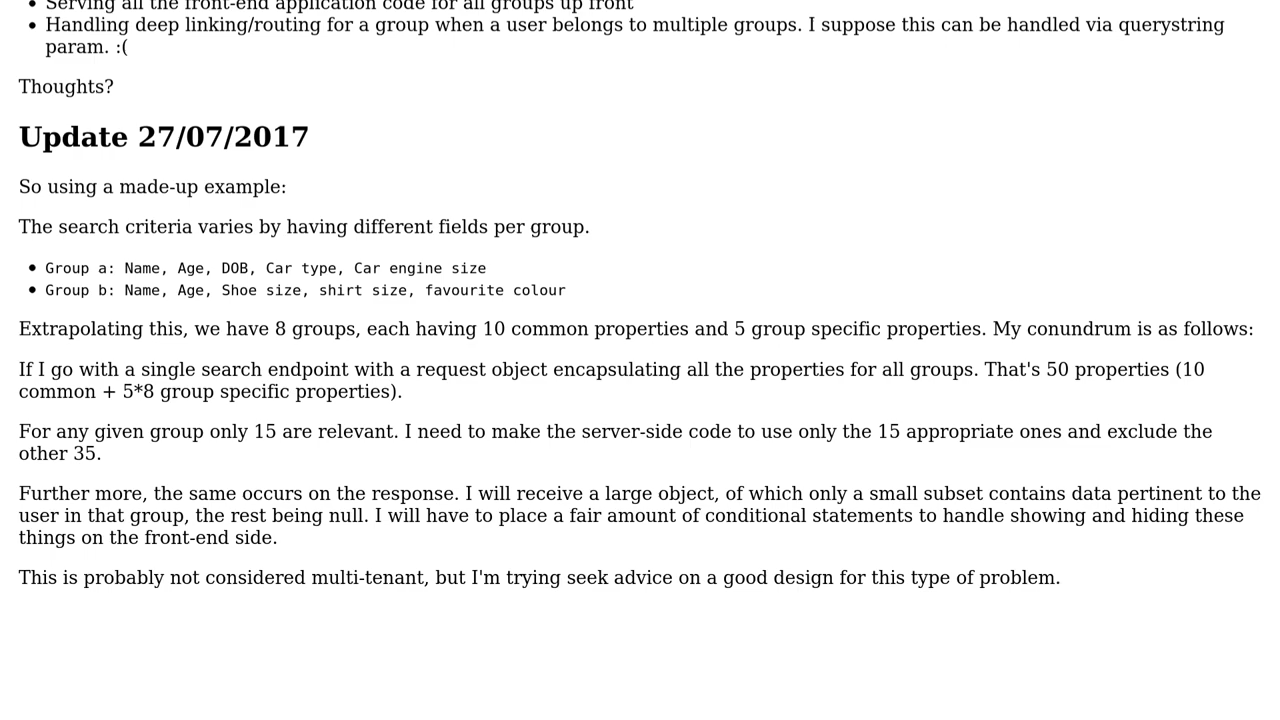 Serving all the front-end application code for all groups up front
Handling deep linking/routing for a group when a user belongs to multiple groups. I suppose this can be handled via querystring
param. :(
Thoughts?
Update 27/07/2017
So using a made-up example:
The search criteria varies by having different fields per group.
Group a: Name, Age, DOB, Car type, Car engine size
Group b: Name, Age, Shoe size, shirt size, favourite colour
Extrapolating this, we have 8 groups, each having 10 common properties and 5 group specific properties. My conundrum is as follows:
If I go with a single search endpoint with a request object encapsulating all the properties for all groups. That's 50 properties (10
common + 5*8 group specific properties).
For any given group only 15 are relevant. I need to make the server-side code to use only the 15 appropriate ones and exclude the
other 35.
Further more, the same occurs on the response. I will receive a large object, of which only a small subset contains data pertinent to the
user in that group, the rest being null. I will have to place a fair amount of conditional statements to handle showing and hiding these
things on the front-end side.
This is probably not considered multi-tenant, but I'm trying seek advice on a good design for this type of problem.